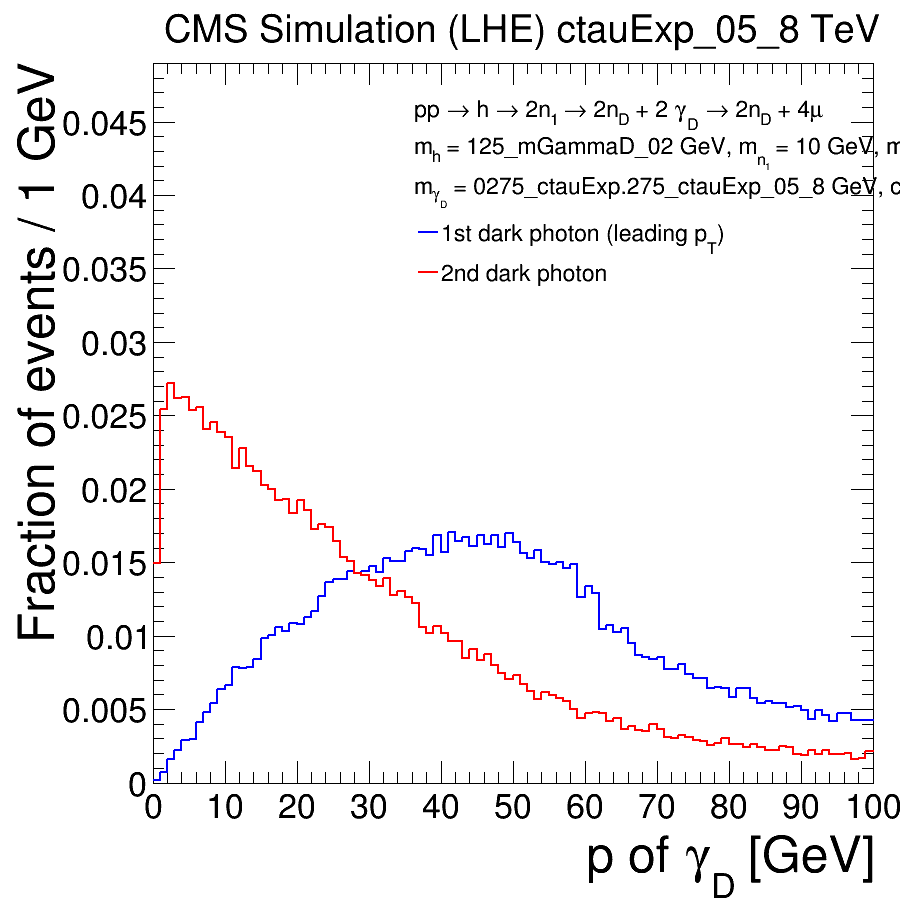 CMS Simulation (LHE) ctauExp_05_8 TeV
Fraction of events / 1 GeV
pp → h → 2n1 → 2nD + 2 γD → 2nD + 4μ
mh = 125_mGammaD_02 GeV, mn1 = 10 GeV, m
mγD = 0275_ctauExp.275_ctauExp_05_8 GeV, c
1st dark photon (leading pT)
2nd dark photon
0.045
0.04
0.035
0.03
0.025
0.02
0.015
0.01
0.005
0
0 10 20 30 40 50 60 70 80 90 100
p of γD [GeV]